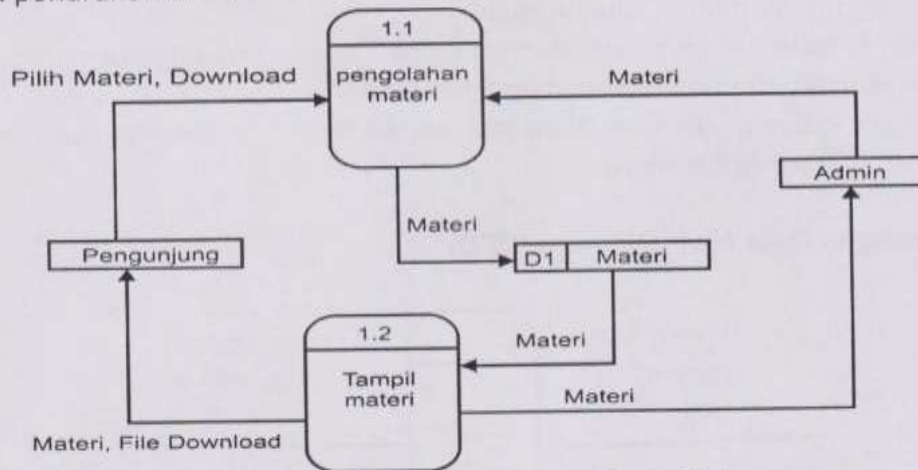 1.1
pengolahan
materi
Pilih Materi, Download
Materi
Admin
Materi
Pengunjung
D1 Materi
1.2
Tampil
materi
Materi
Materi
Materi, File Download